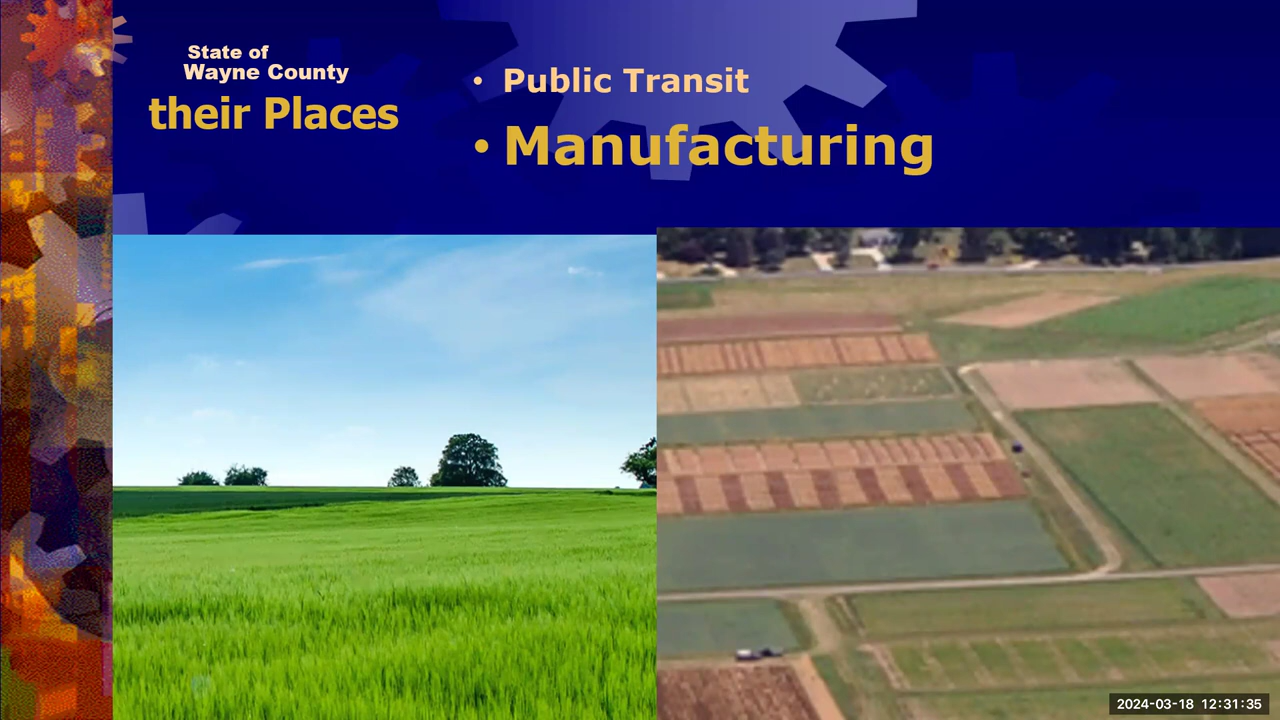 State of
Wayne County
their Places
• Public Transit
• Manufacturing
2024-03-18 12:31:35